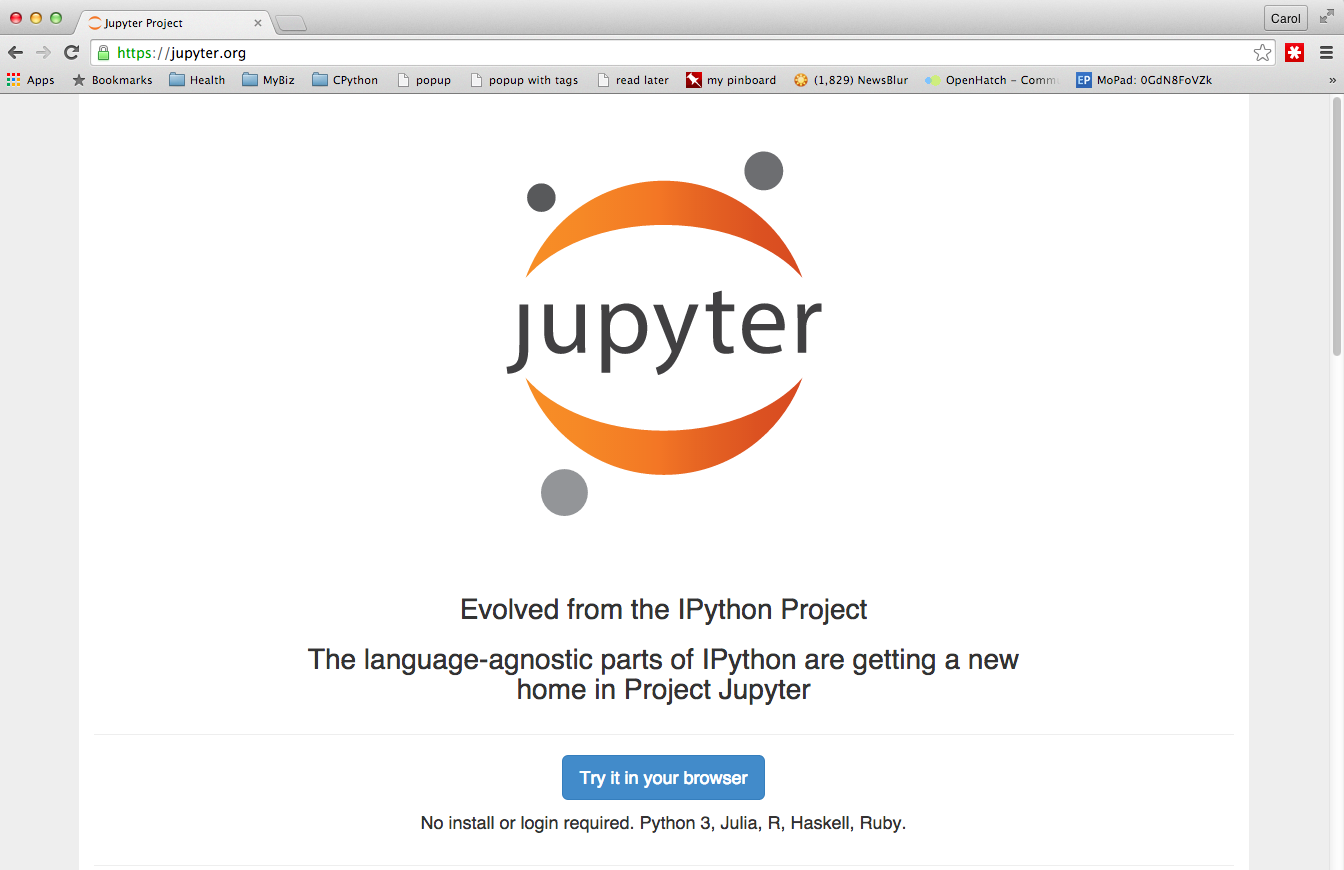 Jupyter Project
Carol
https://jupyter.org
Apps Bookmarks Health MyBiz CPython popup popup with tags read later my pinboard (1,829) NewsBlur OpenHatch – Comm EP MoPad: 0GdN8FoVZk »
jupyter
Evolved from the IPython Project
The language-agnostic parts of IPython are getting a new
home in Project Jupyter
Try it in your browser
No install or login required. Python 3, Julia, R, Haskell, Ruby.